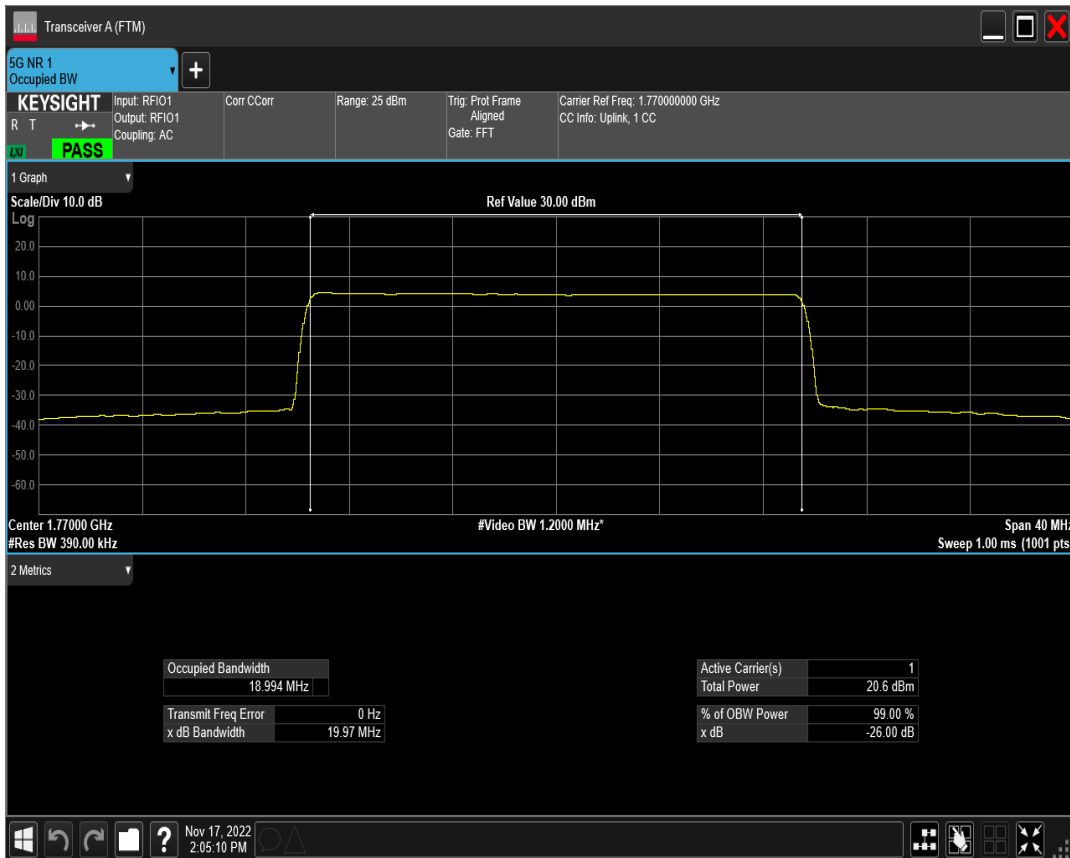 Transceiver A (FTM)
5G NR 1
Occupied BW
+
KEYSIGHT
R T
LXI
PASS
Input: RFIO1
Output: RFIO1
Coupling: AC
Corr CCorr
Range: 25 dBm
Trig: Prot Frame
Aligned
Gate: FFT
Carrier Ref Freq: 1.770000000 GHz
CC Info: Uplink, 1 CC
1 Graph
Scale/Div 10.0 dB
Ref Value 30.00 dBm
Log
20.0
10.0
0.00
-10.0
-20.0
-30.0
-40.0
-50.0
-60.0
Center 1.77000 GHz
#Video BW 1.2000 MHz*
Span 40 MHz
#Res BW 390.00 kHz
Sweep 1.00 ms (1001 pts
2 Metrics
Occupied Bandwidth
18.994 MHz
Transmit Freq Error 0 Hz
x dB Bandwidth 19.97 MHz
Active Carrier(s) 1
Total Power 20.6 dBm
% of OBW Power 99.00 %
x dB -26.00 dB
?
Nov 17, 2022
2:05:10 PM